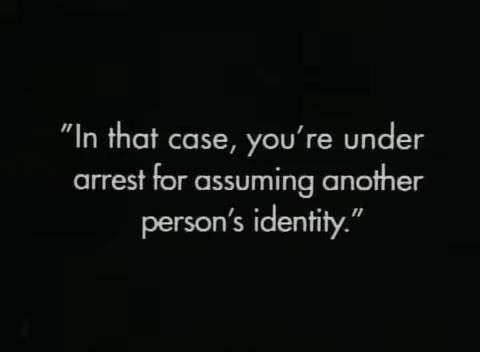 "In that case, you're under
arrest for assuming another
person's identity."